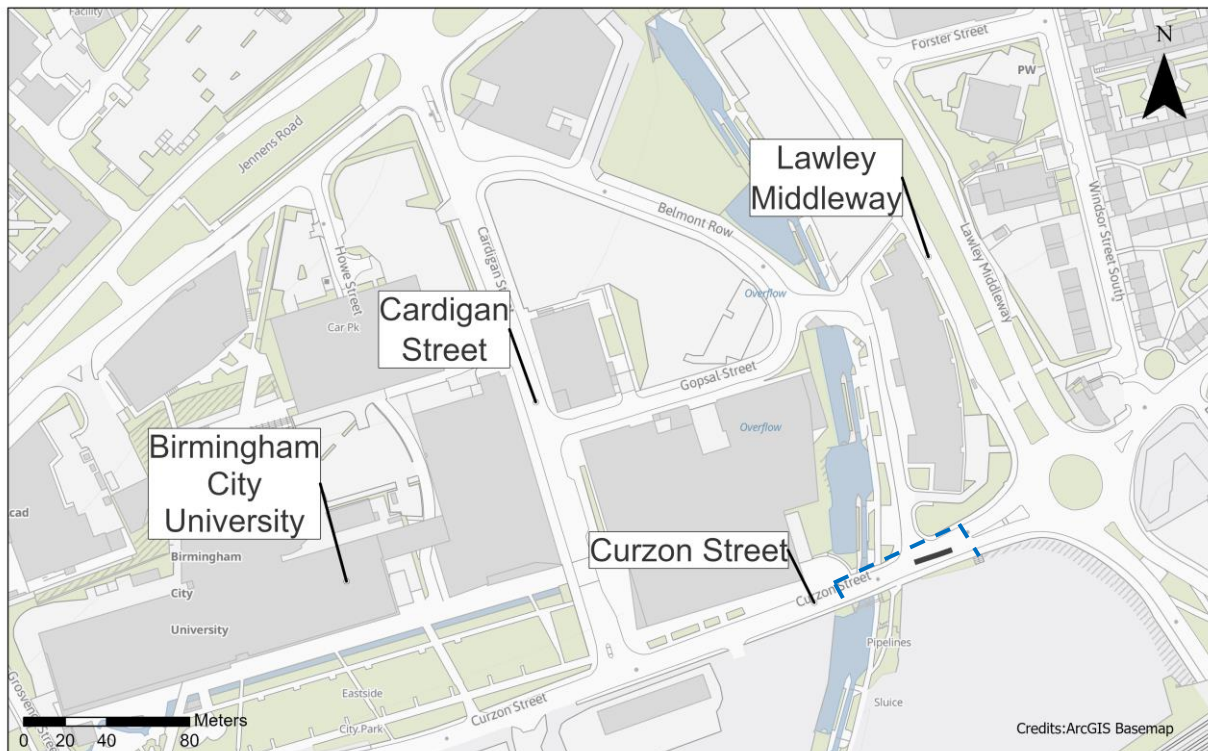 Facility
Forster Street
N
PW
Jennens Road
Lawley
Middleway
Windsor Street South
Belmont Row
Cardigan S
Howe Street
Lawley Middleway
Overflow
Cardigan
Street
Car Pk
Gopsal Street
Overflow
Birmingham
City
University
cad
Birmingham
Curzon Street
City
Curzon Street
University
Pipelines
Grosvenor Street
Eastside
City Park
Curzon Street
Sluice
Meters
0 20 40 80
Credits:ArcGIS Basemap